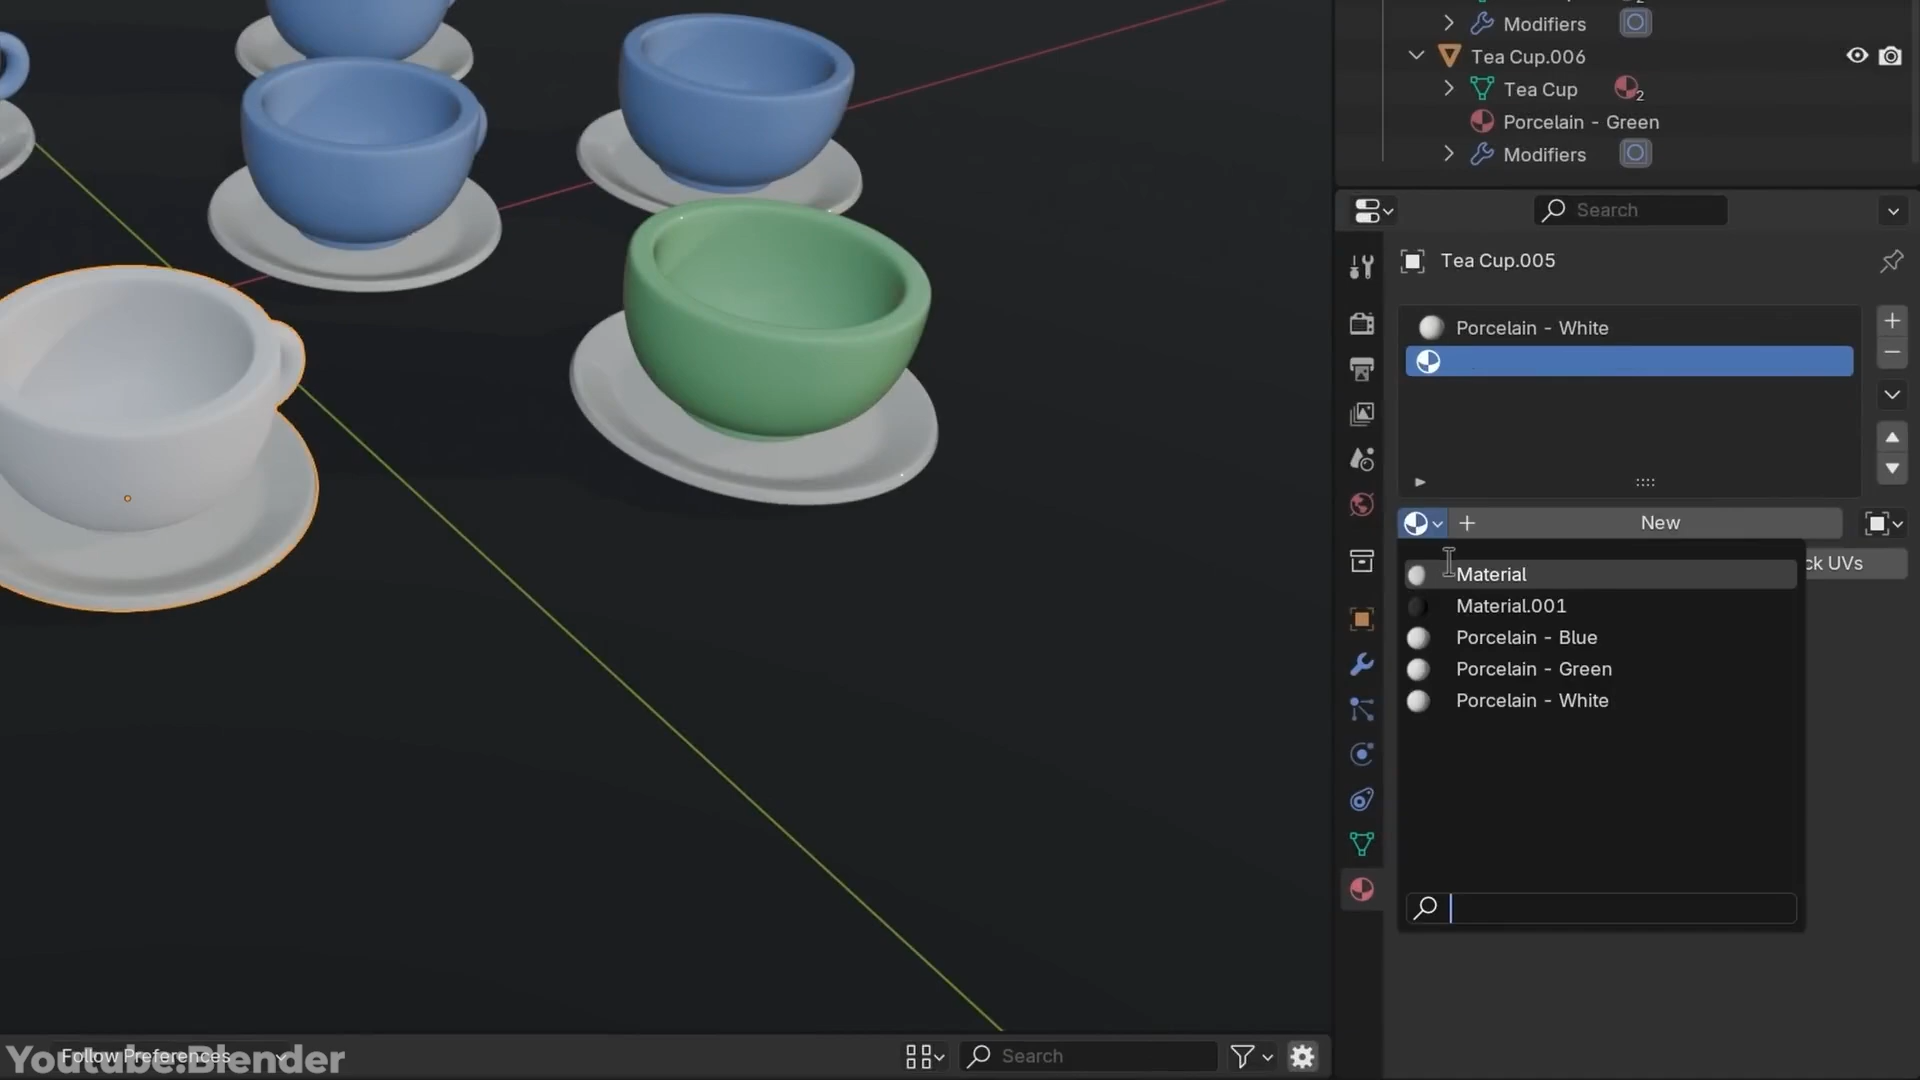 Modifiers
Tea Cup.006
Tea Cup
2
Porcelain - Green
Modifiers
Search
Tea Cup.005
Porcelain - White
New
ck UVs
Material
Material.001
Porcelain - Blue
Porcelain - Green
Porcelain - White
Follow Preferences
Search
Youtube:Blender